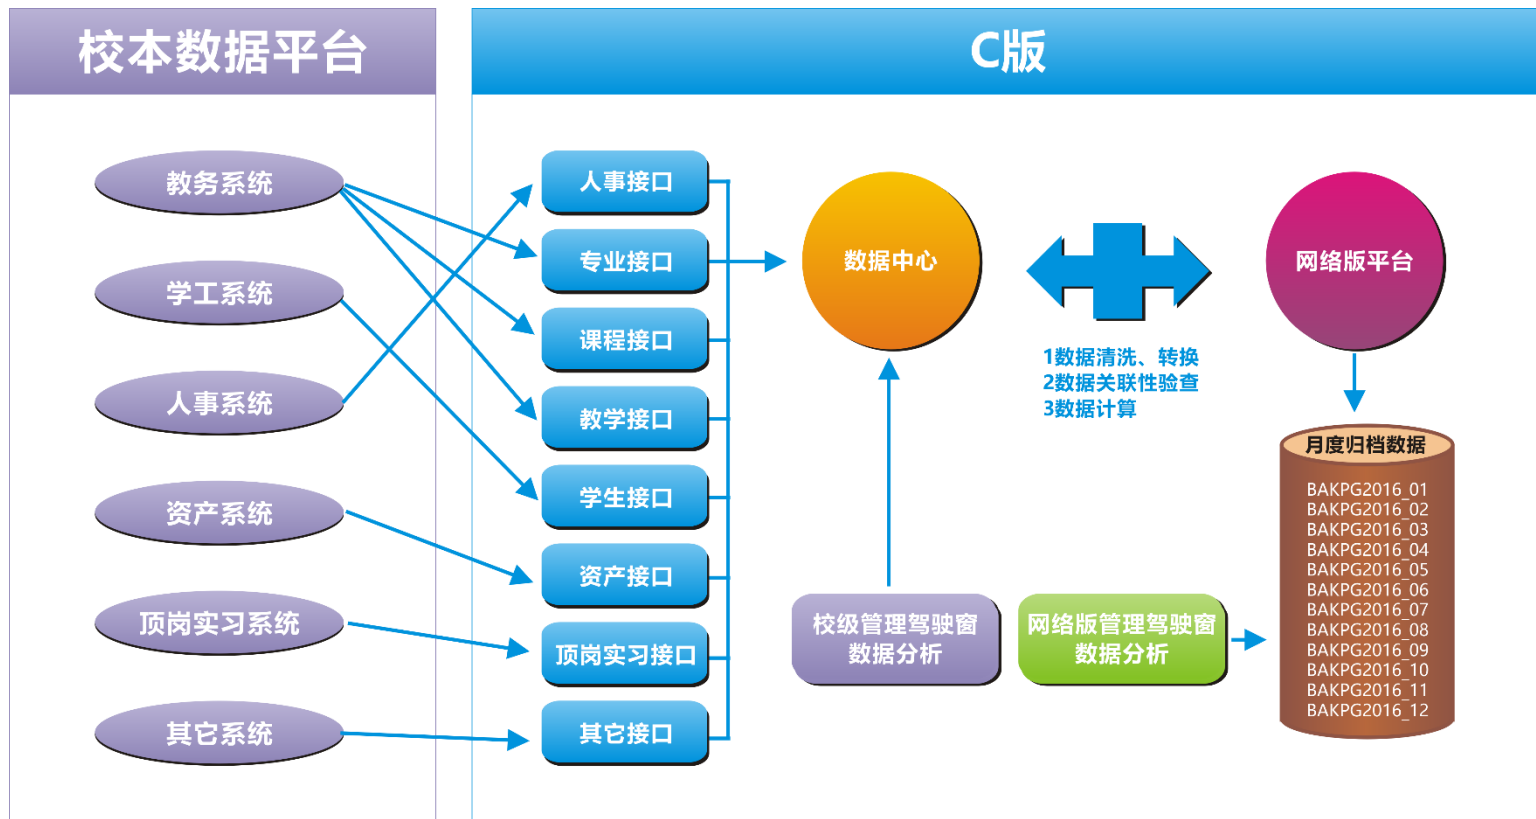 校本数据平台
C版
教务系统
学工系统
人事系统
资产系统
顶岗实习系统
其它系统
人事接口
专业接口
课程接口
教学接口
学生接口
资产接口
顶岗实习接口
其它接口
数据中心
网络版平台
1数据清洗、转换
2数据关联性验查
3数据计算
校级管理驾驶窗
数据分析
网络版管理驾驶窗
数据分析
月度归档数据
BAKPG2016_01
BAKPG2016_02
BAKPG2016_03
BAKPG2016_04
BAKPG2016_05
BAKPG2016_06
BAKPG2016_07
BAKPG2016_08
BAKPG2016_09
BAKPG2016_10
BAKPG2016_11
BAKPG2016_12